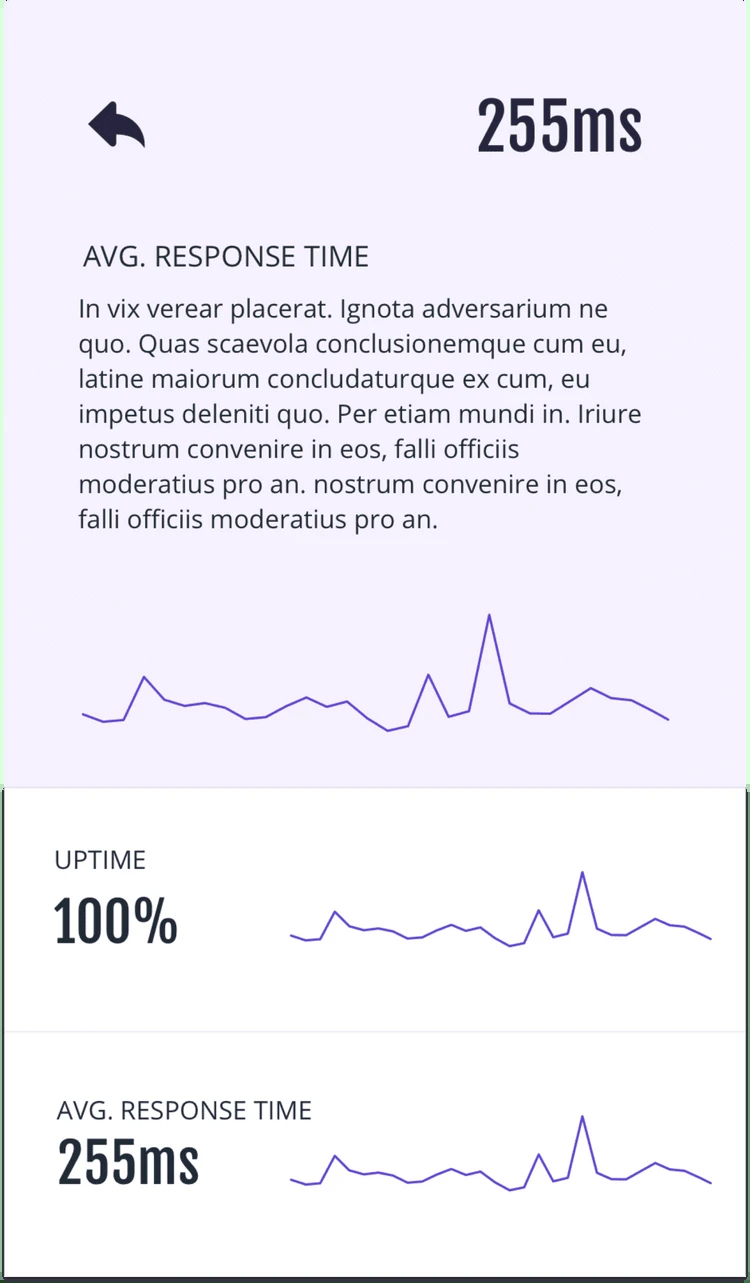 255ms
AVG. RESPONSE TIME
In vix verear placerat. Ignota adversarium ne
quo. Quas scaevola conclusionemque cum eu,
latine maiorum concludaturque ex cum, eu
impetus deleniti quo. Per etiam mundi in. Iriure
nostrum convenire in eos, falli officiis
moderatius pro an. nostrum convenire in eos,
falli officiis moderatius pro an.
UPTIME
100%
AVG. RESPONSE TIME
255ms